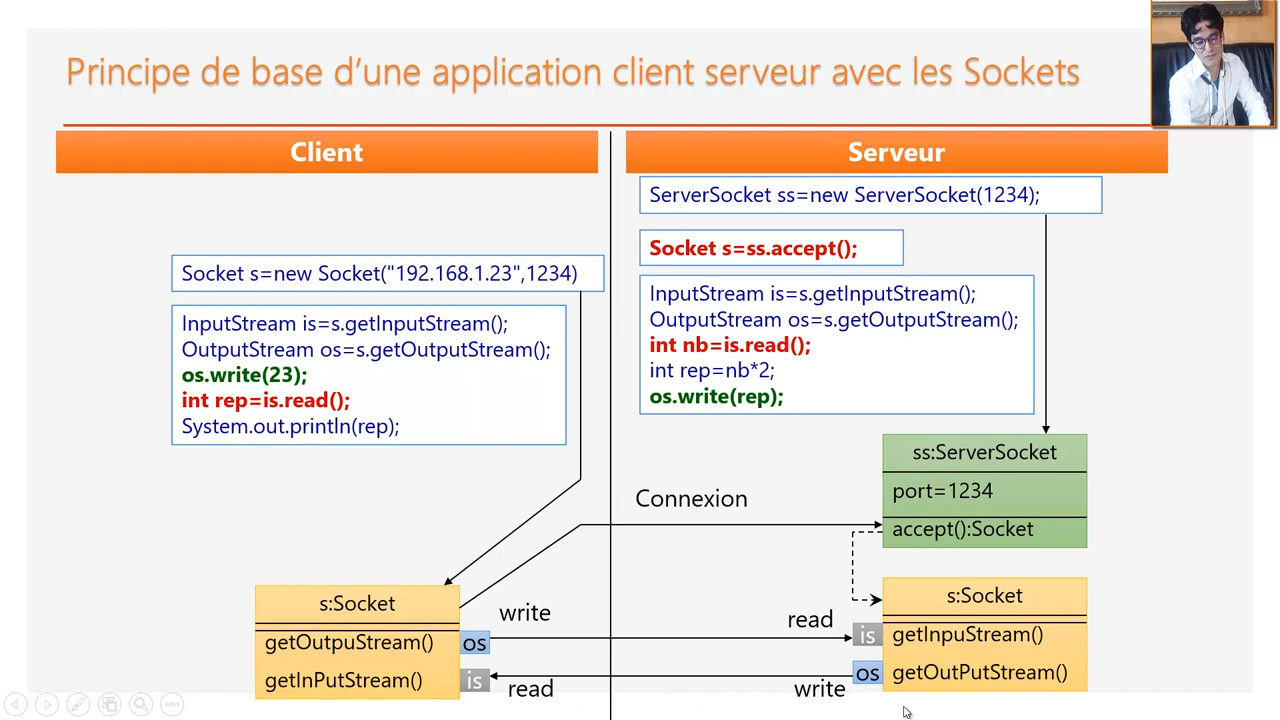 Principe de base d’une application client serveur avec les Sockets
Client
Serveur
ServerSocket ss=new ServerSocket(1234);
Socket s=ss.accept();
Socket s=new Socket("192.168.1.23",1234)
InputStream is=s.getInputStream();
OutputStream os=s.getOutputStream();
os.write(23);
int rep=is.read();
System.out.println(rep);
InputStream is=s.getInputStream();
OutputStream os=s.getOutputStream();
int nb=is.read();
int rep=nb*2;
os.write(rep);
ss:ServerSocket
port=1234
accept():Socket
Connexion
s:Socket
getOutpuStream()
getInPutStream()
os
is
write
read
read
write
is
os
s:Socket
getInpuStream()
getOutPutStream()